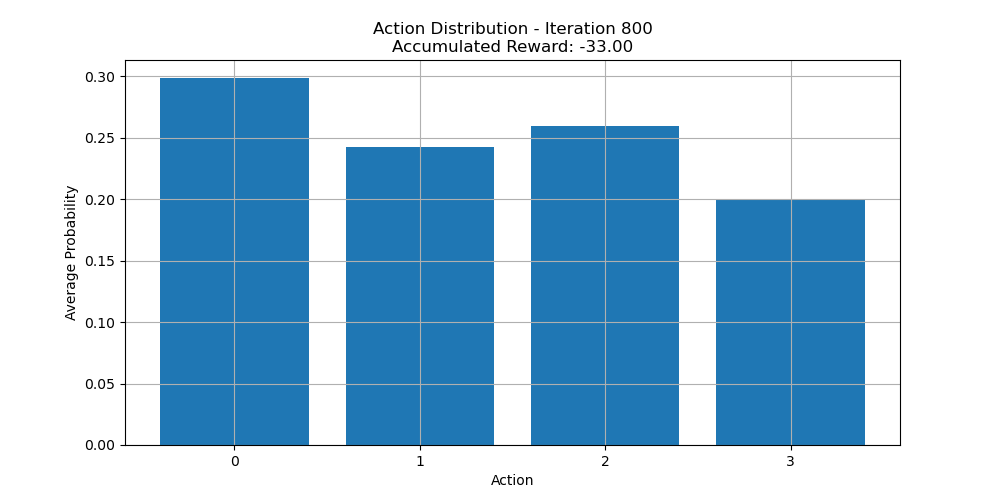 Action Distribution - Iteration 800
Accumulated Reward: -33.00
Average Probability
0.30
0.25
0.20
0.15
0.10
0.05
0.00
0 1 2 3
Action